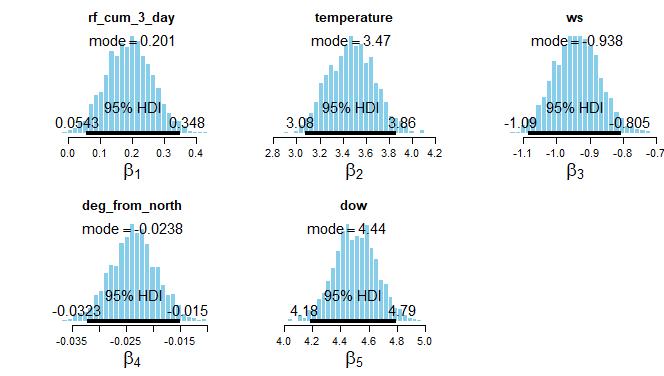 rf_cum_3_day
mode = 0.201
95% HDI
0.0543 0.348
0.0 0.1 0.2 0.3 0.4
β1
temperature
mode = 3.47
95% HDI
3.08 3.86
2.8 3.0 3.2 3.4 3.6 3.8 4.0 4.2
β2
ws
mode = -0.938
95% HDI
-1.09 -0.805
-1.1 -1.0 -0.9 -0.8 -0.7
β3
deg_from_north
mode = -0.0238
95% HDI
-0.0323 -0.015
-0.035 -0.025 -0.015
β4
dow
mode = 4.44
95% HDI
4.18 4.79
4.0 4.2 4.4 4.6 4.8 5.0
β5